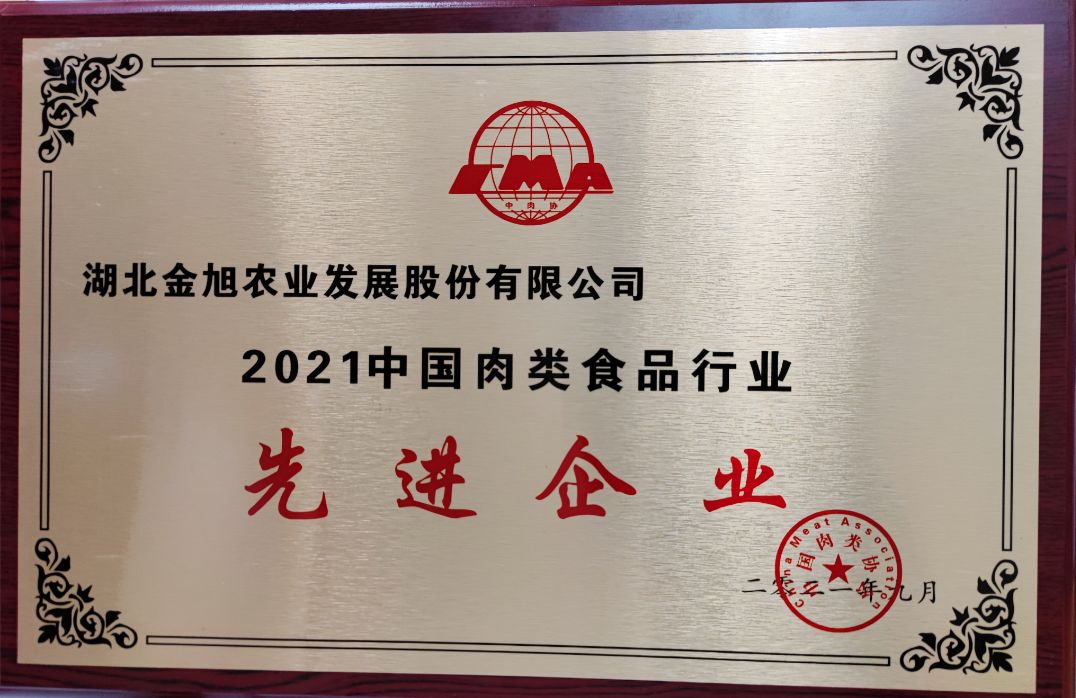 CMA
中肉协
湖北金旭农业发展股份有限公司
2021中国肉类食品行业
先进企业
China Meat Association
中国肉类协会
二零二一年九月